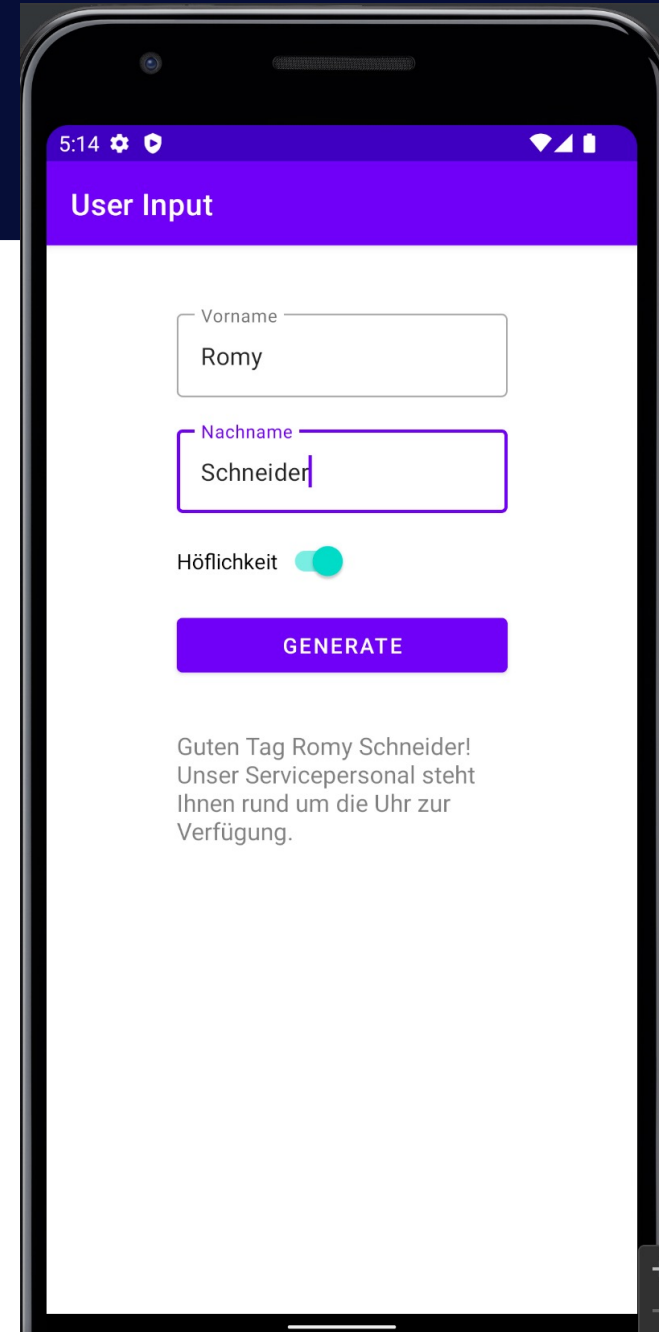 5:14
User Input
Vorname
Romy
Nachname
Schneider
Höflichkeit
GENERATE
Guten Tag Romy Schneider!
Unser Servicepersonal steht
Ihnen rund um die Uhr zur
Verfügung.